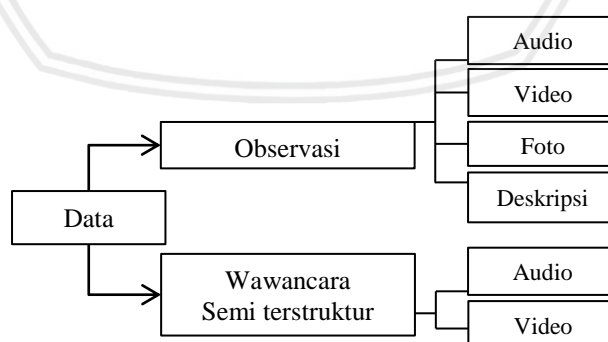 Audio
Video
Observasi
Foto
Deskripsi
Data
Wawancara
Semi terstruktur
Audio
Video